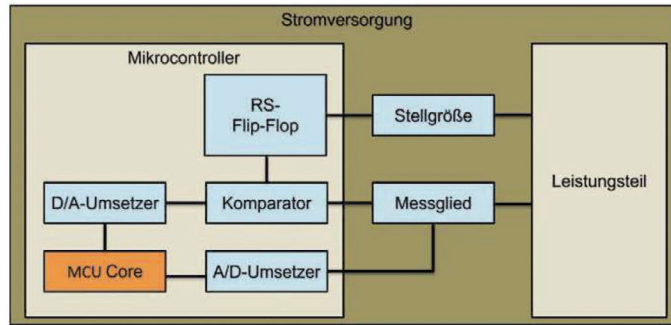 Stromversorgung
Mikrocontroller
RS-
Flip-Flop
Stellgröße
Leistungsteil
D/A-Umsetzer
Komparator
Messglied
MCU Core
A/D-Umsetzer